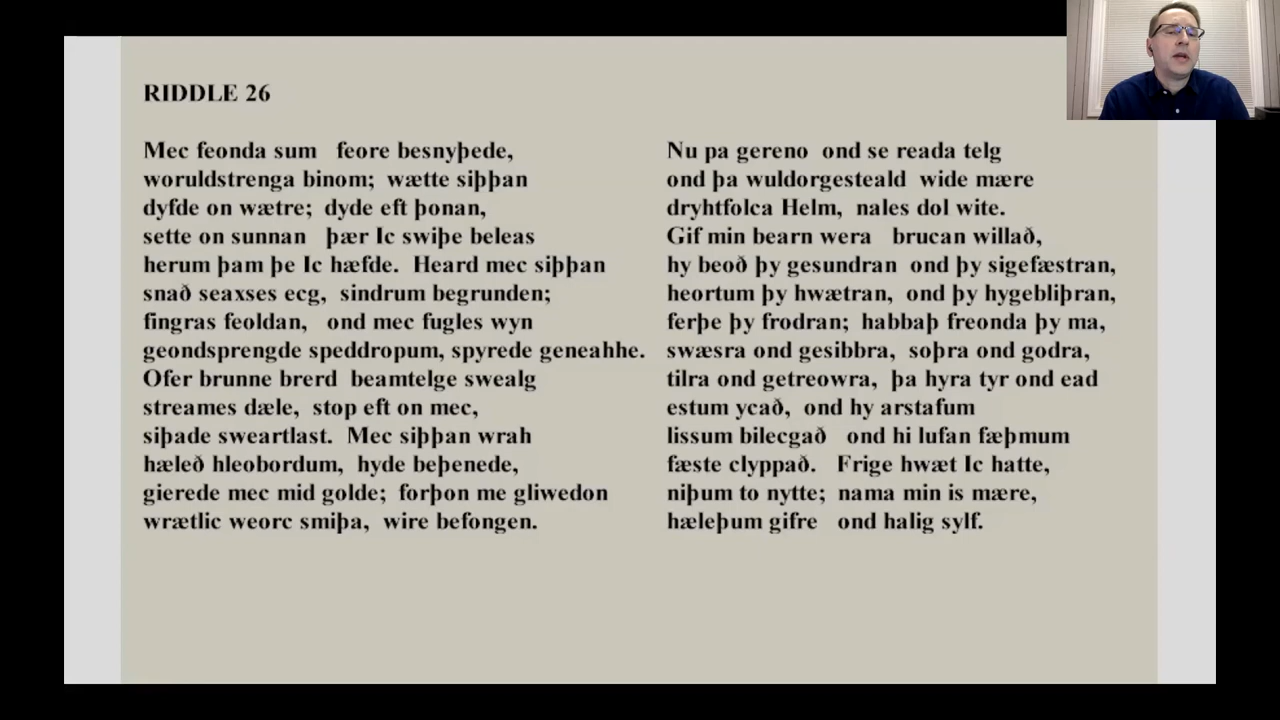 RIDDLE 26
Mec feonda sum feore besnyþede,
woruldstrenga binom; wætte siþþan
dyfde on wætre; dyde eft þonan,
sette on sunnan þær Ic swiþe beleas
herum þam þe Ic hæfde. Heard mec siþþan
snað seaxses ecg, sindrum begrunden;
fingras feoldan, ond mec fugles wyn
geondsprengde speddropum, spyrede geneahhe.
Ofer brunne brerd beamtelge swealg
streames dæle, stop eft on mec,
siþade sweartlast. Mec siþþan wrah
hæleð hleobordum, hyde beþenede,
gierede mec mid golde; forþon me gliwedon
wrætlic weorc smiþa, wire befongen.
Nu pa gereno ond se reada telg
ond þa wuldorgesteald wide mære
dryhtfolca Helm, nales dol wite.
Gif min bearn wera brucan willað,
hy beoð þy gesundran ond þy sigefæstran,
heortum þy hwætran, ond þy hygebliþran,
ferþe þy frodran; habbaþ freonda þy ma,
swæsra ond gesibbra, soþra ond godra,
tilra ond getreowra, þa hyra tyr ond ead
estum ycað, ond hy arstafum
lissum bilecgað ond hi lufan fæþmum
fæste clyppað. Frige hwæt Ic hatte,
niþum to nytte; nama min is mære,
hæleþum gifre ond halig sylf.